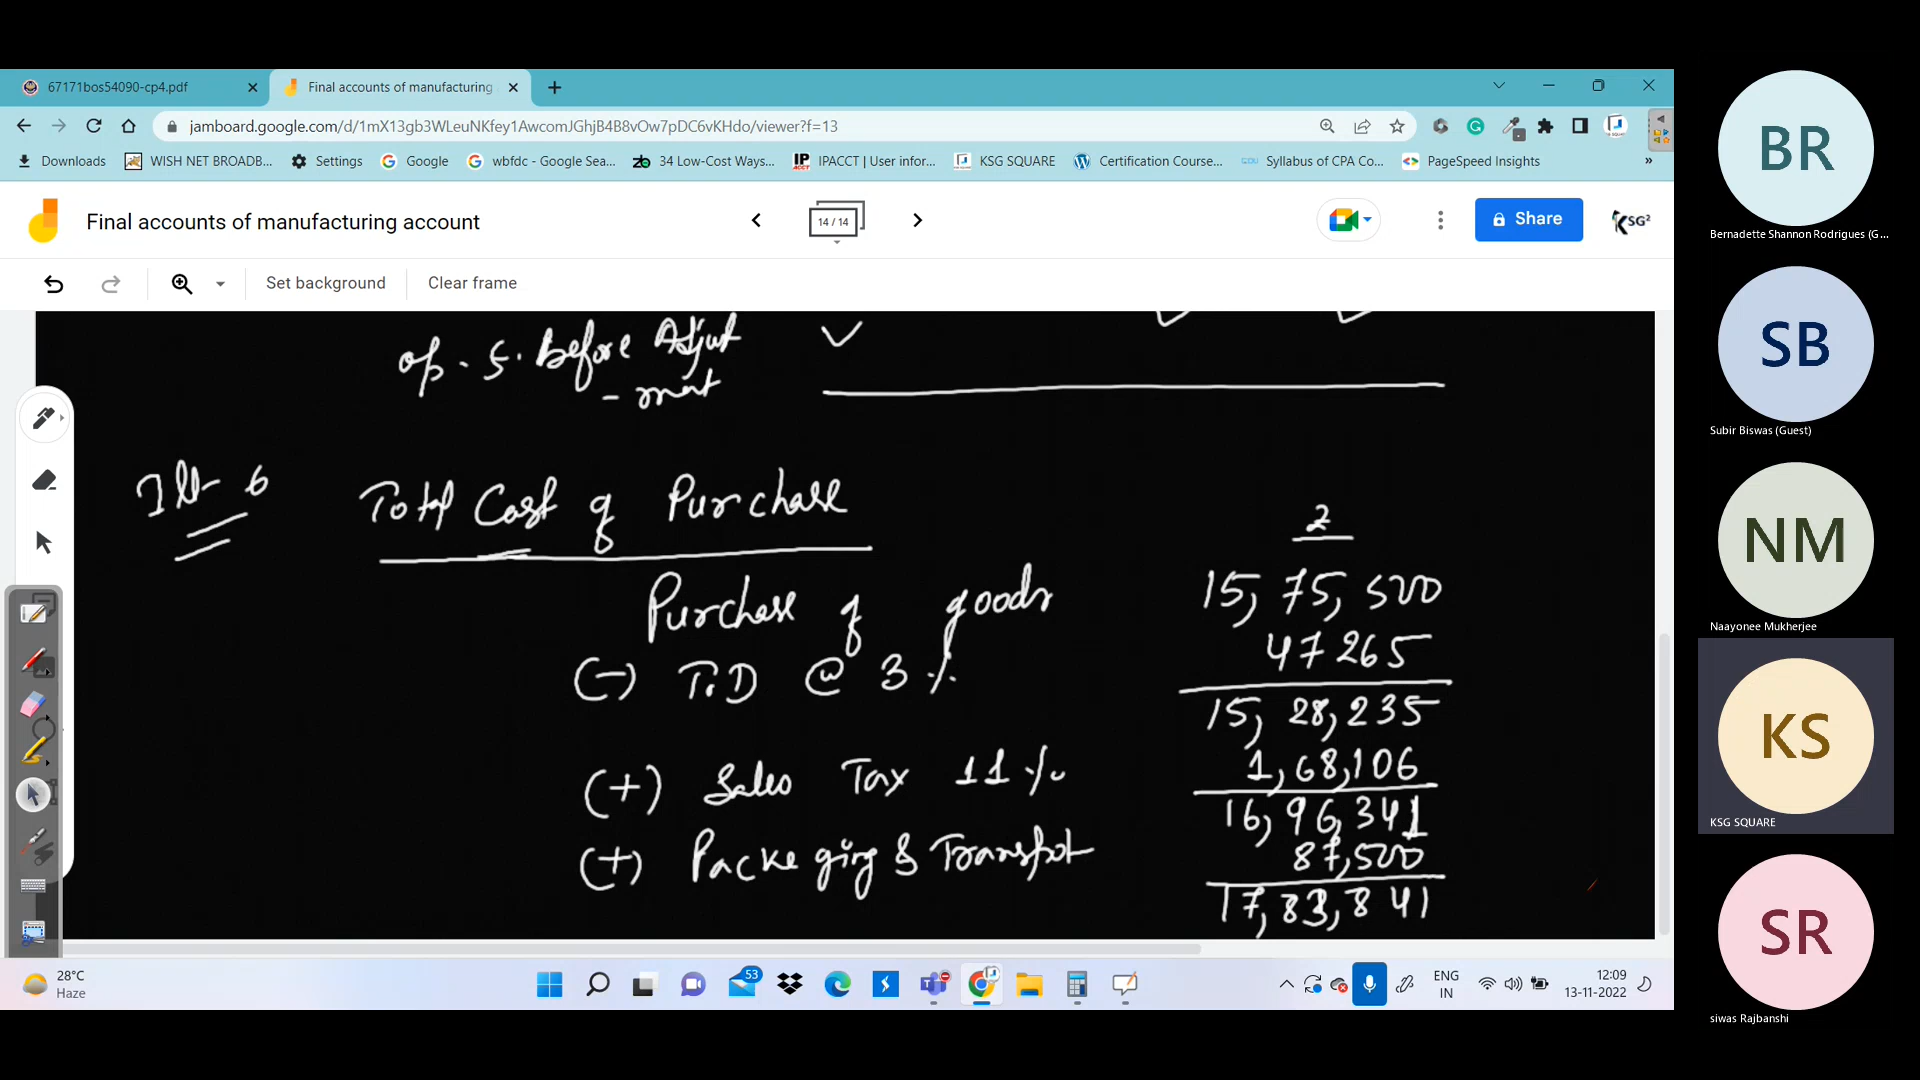 67171bos54090-cp4.pdf
Final accounts of manufacturing
jamboard.google.com/d/1mX13gb3WLeuNKfey1AwcomJGhjB4B8vOw7pDC6vKHdo/viewer?f=13
Downloads WISH NET BROADB... Settings Google wbfdc - Google Sea... 34 Low-Cost Ways... IPACCT | User infor... KSG SQUARE Certification Course... Syllabus of CPA Co... PageSpeed Insights »
Final accounts of manufacturing account
14 / 14
Share
KSG²
Set background Clear frame
op. S. Before Adjust
- ment
Ill- 6 Total Cost of Purchase
Purchase of goods 15, 75, 500
(-) T.D @ 3 % 47265
15, 28,235
(+) Sales Tax 11 % 1,68,106
16, 96,341
(+) Packeging & Transport 87,500
17,83,841
28°C
Haze
53
ENG
IN
12:09
13-11-2022
BR
Bernadette Shannon Rodrigues (G...
SB
Subir Biswas (Guest)
NM
Naayonee Mukherjee
KS
KSG SQUARE
SR
siwas Rajbanshi